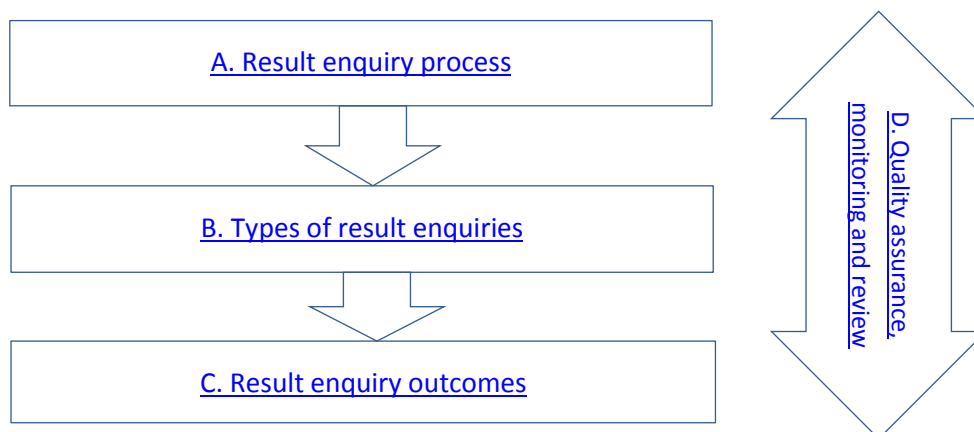 A. Result enquiry process
B. Types of result enquiries
C. Result enquiry outcomes
D. Quality assurance,
monitoring and review